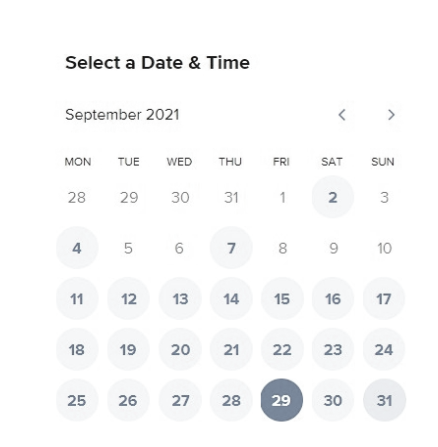 Select a Date & Time
September 2021
MON TUE WED THU FRI SAT SUN
28 29 30 31 1 2 3
4 5 6 7 8 9 10
11 12 13 14 15 16 17
18 19 20 21 22 23 24
25 26 27 28 29 30 31